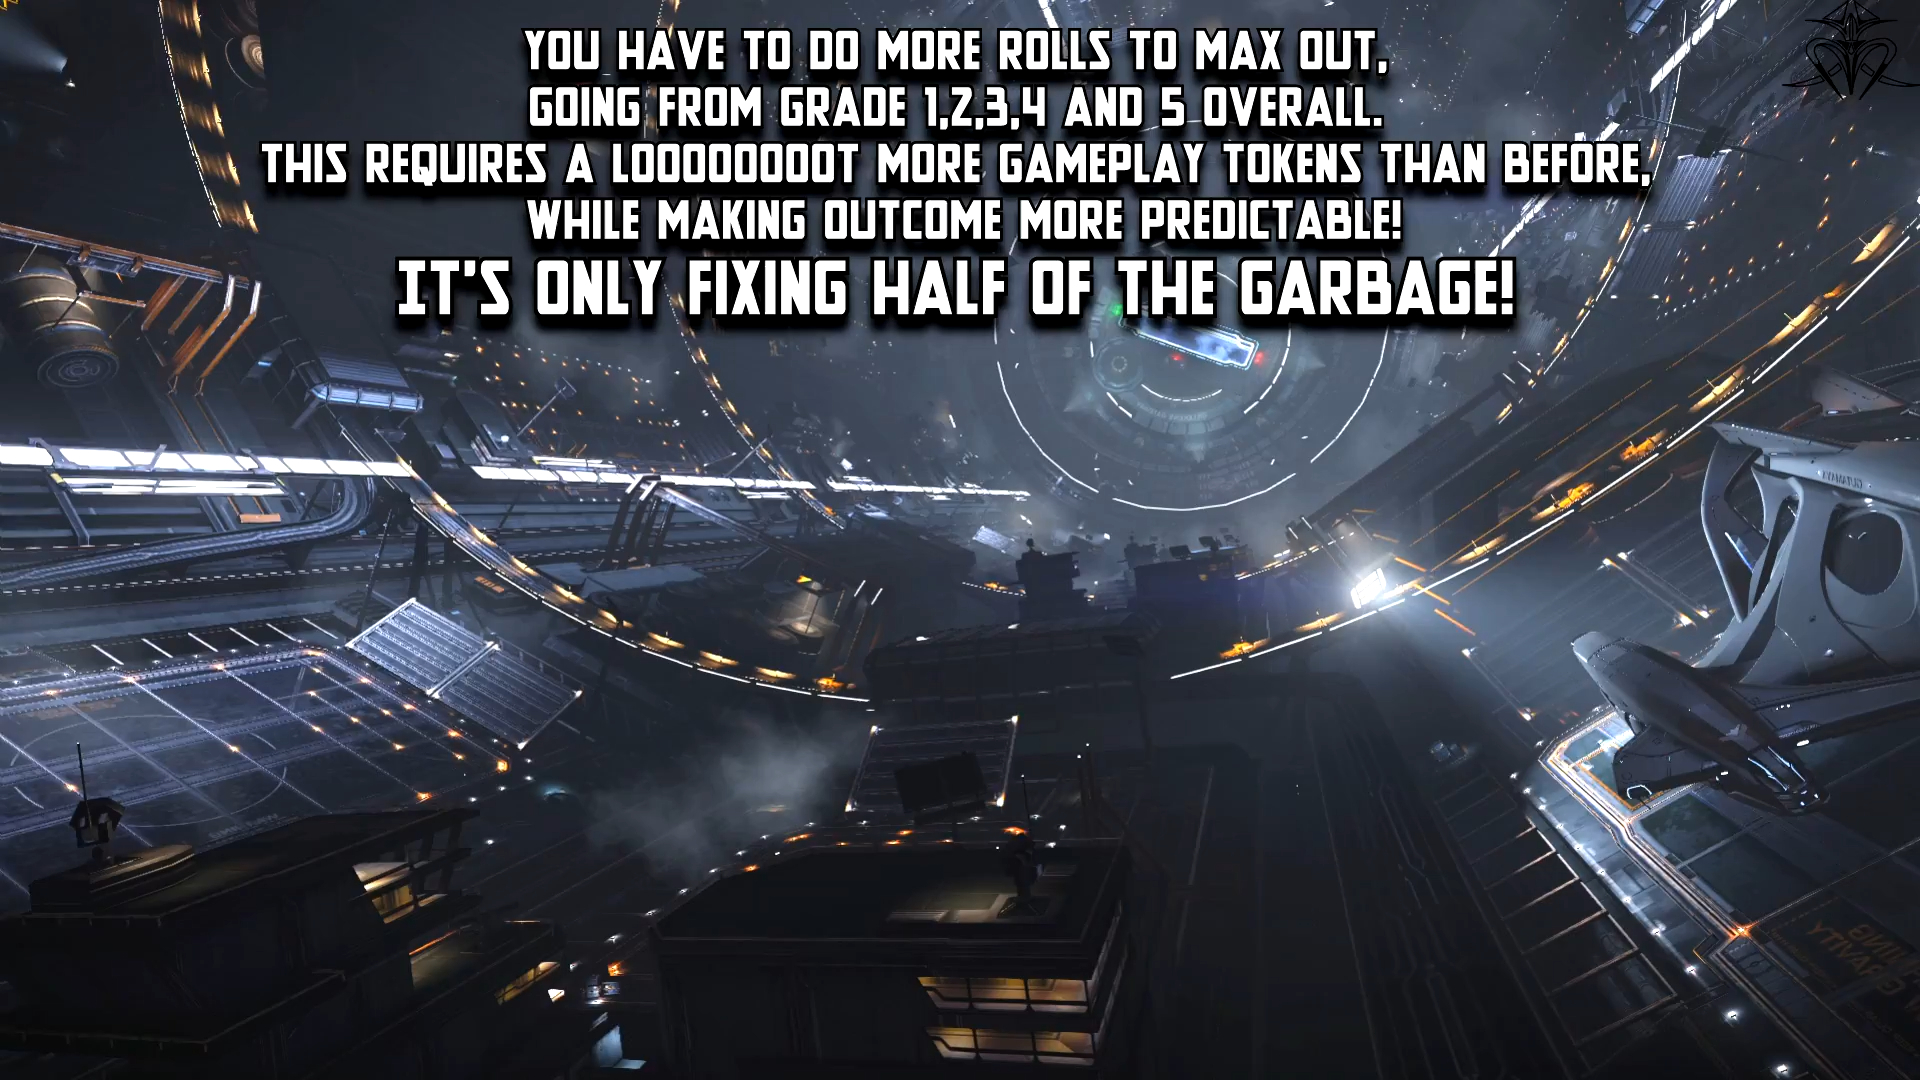 YOU HAVE TO DO MORE ROLLS TO MAX OUT,
GOING FROM GRADE 1,2,3,4 AND 5 OVERALL.
THIS REQUIRES A LOOOOOOOOT MORE GAMEPLAY TOKENS THAN BEFORE,
WHILE MAKING OUTCOME MORE PREDICTABLE!
IT'S ONLY FIXING HALF OF THE GARBAGE!